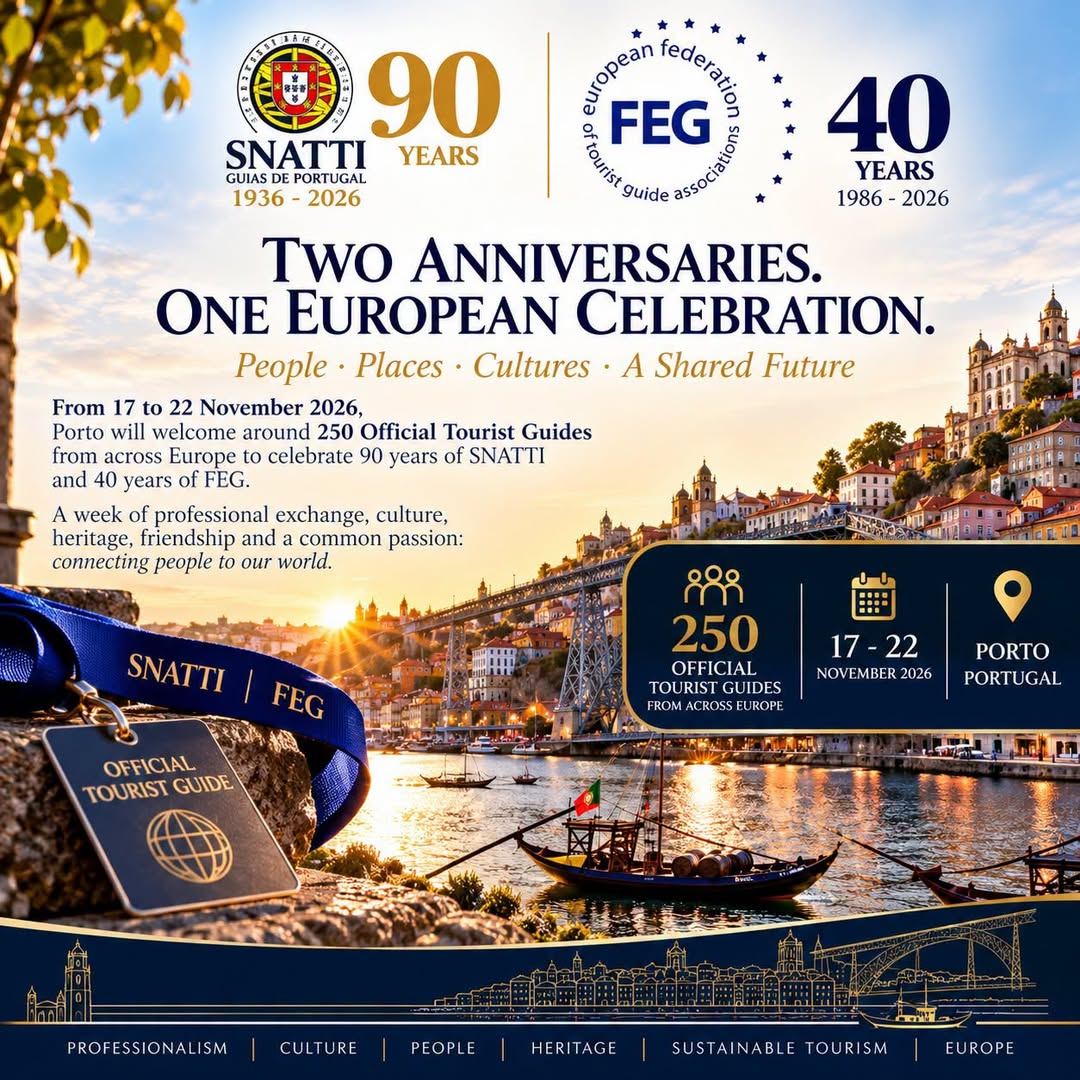 SNATTI
GUIAS DE PORTUGAL
1936 - 2026
90
YEARS
european federation
of tourist guide associations
FEG
40
YEARS
1986 - 2026
TWO ANNIVERSARIES.
ONE EUROPEAN CELEBRATION.
People · Places · Cultures · A Shared Future
From 17 to 22 November 2026,
Porto will welcome around 250 Official Tourist Guides
from across Europe to celebrate 90 years of SNATTI
and 40 years of FEG.
A week of professional exchange, culture,
heritage, friendship and a common passion:
connecting people to our world.
SNATTI | FEG
OFFICIAL
TOURIST GUIDE
250
OFFICIAL
TOURIST GUIDES
FROM ACROSS EUROPE
17 - 22
NOVEMBER 2026
PORTO
PORTUGAL
PROFESSIONALISM | CULTURE | PEOPLE | HERITAGE | SUSTAINABLE TOURISM | EUROPE